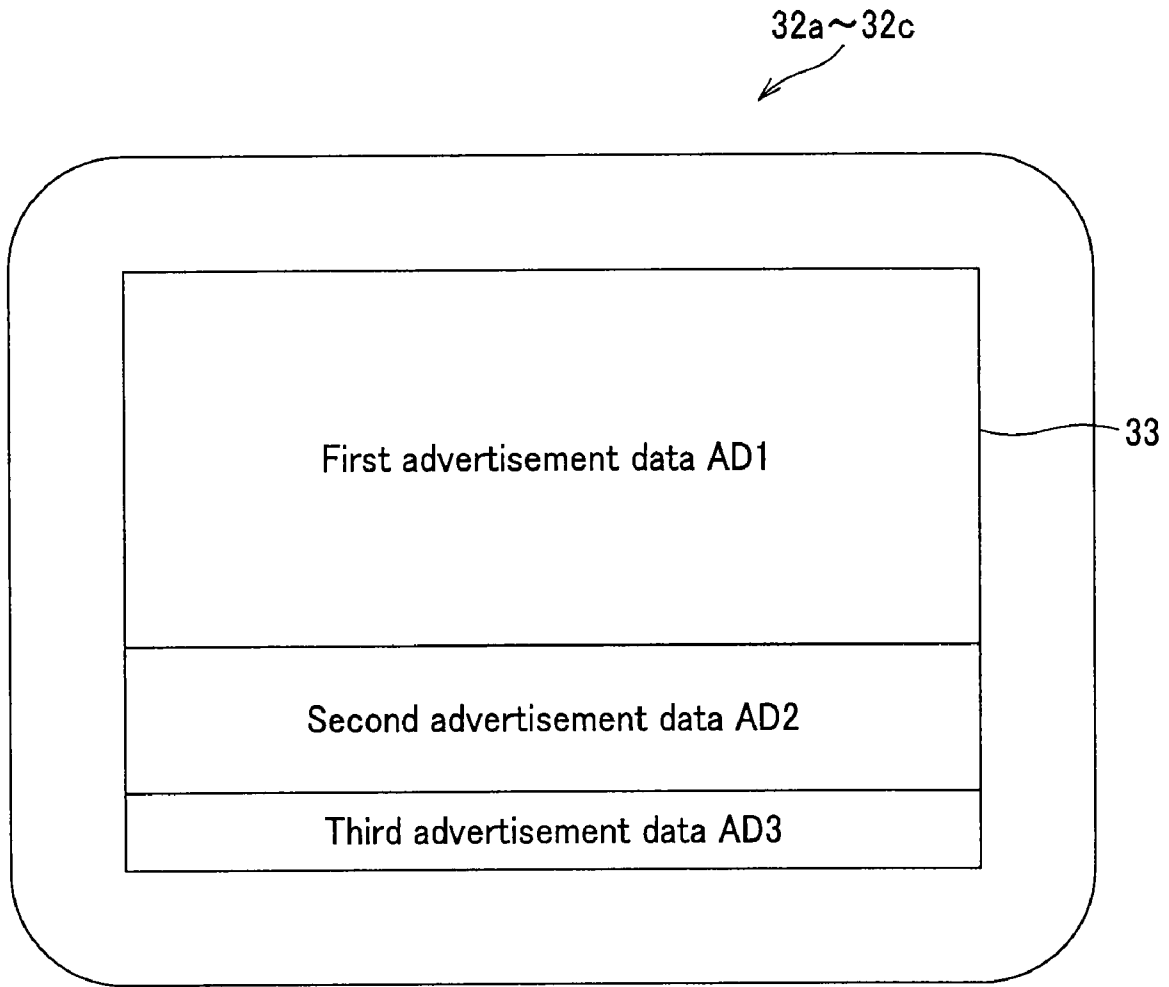 32a～32c
First advertisement data AD1
33
Second advertisement data AD2
Third advertisement data AD3